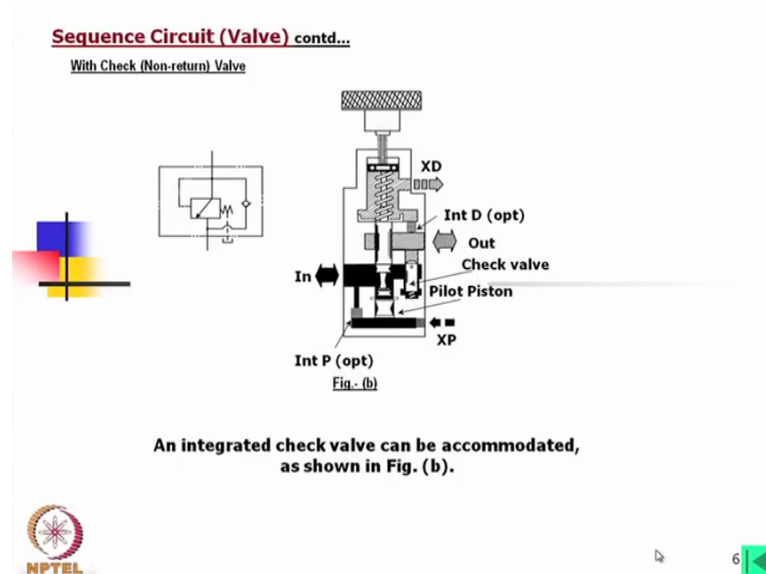 Sequence Circuit (Valve) contd...
With Check (Non-return) Valve
XD
Int D (opt)
Out
In
Check valve
Pilot Piston
XP
Int P (opt)
Fig.- (b)
An integrated check valve can be accommodated,
as shown in Fig. (b).
NPTEL
6